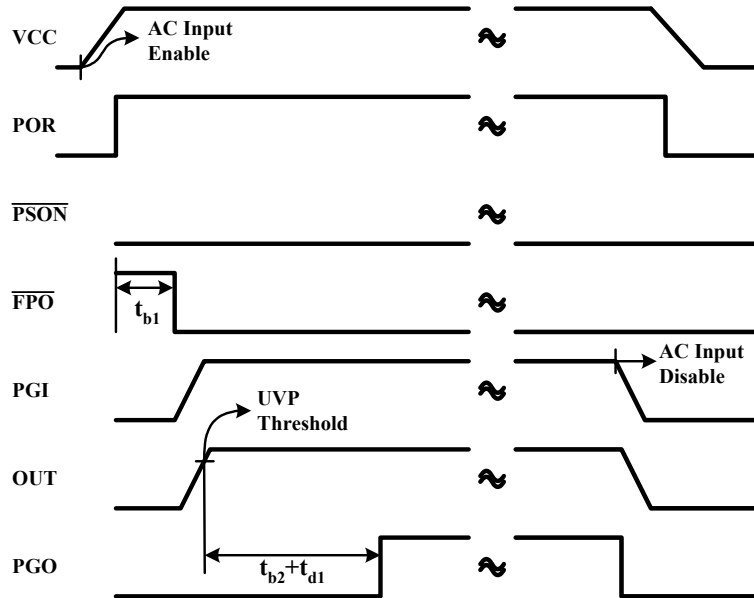 VCC
AC Input
Enable
POR
PSON
FPO
tb1
PGI
AC Input
Disable
UVP
Threshold
OUT
PGO
tb2+td1